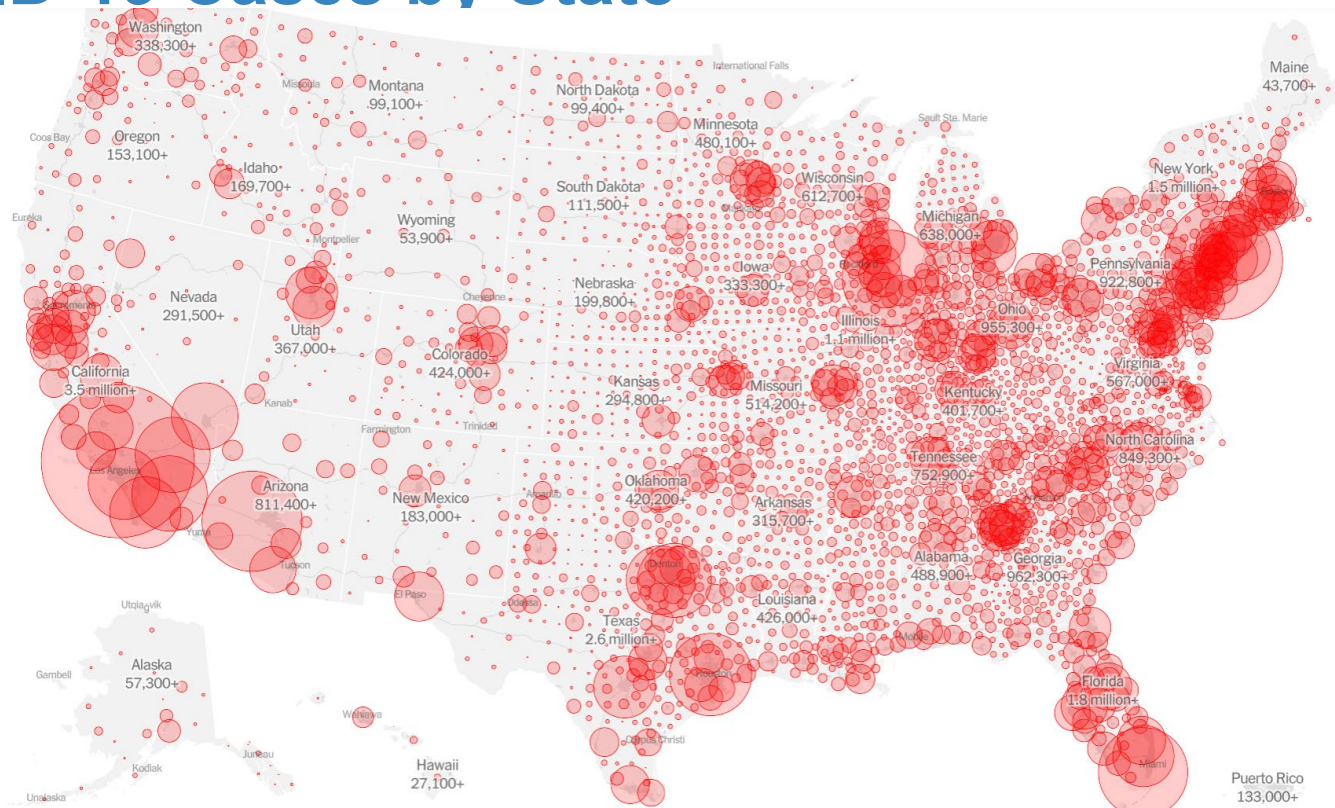 Washington
338,300+
Missoula
Montana
99,100+
North Dakota
99,400+
International Falls
Maine
43,700+
Coos Bay
Oregon
153,100+
Minnesota
480,100+
Sault Ste. Marie
Idaho
169,700+
South Dakota
111,500+
Wisconsin
612,700+
New York
1.5 million+
Eureka
Wyoming
53,900+
Michigan
638,000+
Montpelier
Nevada
291,500+
Cheyenne
Nebraska
199,800+
Iowa
333,300+
Pennsylvania
922,800+
Utah
367,000+
Illinois
1.1 million+
Ohio
955,300+
Colorado
424,000+
California
3.5 million+
Kansas
294,800+
Missouri
514,200+
Virginia
567,000+
Kentucky
401,700+
Kanab
Farmington
Trinidad
Los Angeles
Tennessee
752,900+
North Carolina
849,300+
Arizona
811,400+
New Mexico
183,000+
Amarillo
Oklahoma
420,200+
Arkansas
315,700+
Yuma
Tucson
El Paso
Odessa
Denton
Alabama
488,900+
Georgia
962,300+
Louisiana
426,000+
Texas
2.6 million+
Mobile
Utqiaġvik
Gambell
Alaska
57,300+
Wahiawa
Houston
Florida
1.8 million+
Corpus Christi
Juneau
Kodiak
Unalaska
Hawaii
27,100+
Miami
Puerto Rico
133,000+